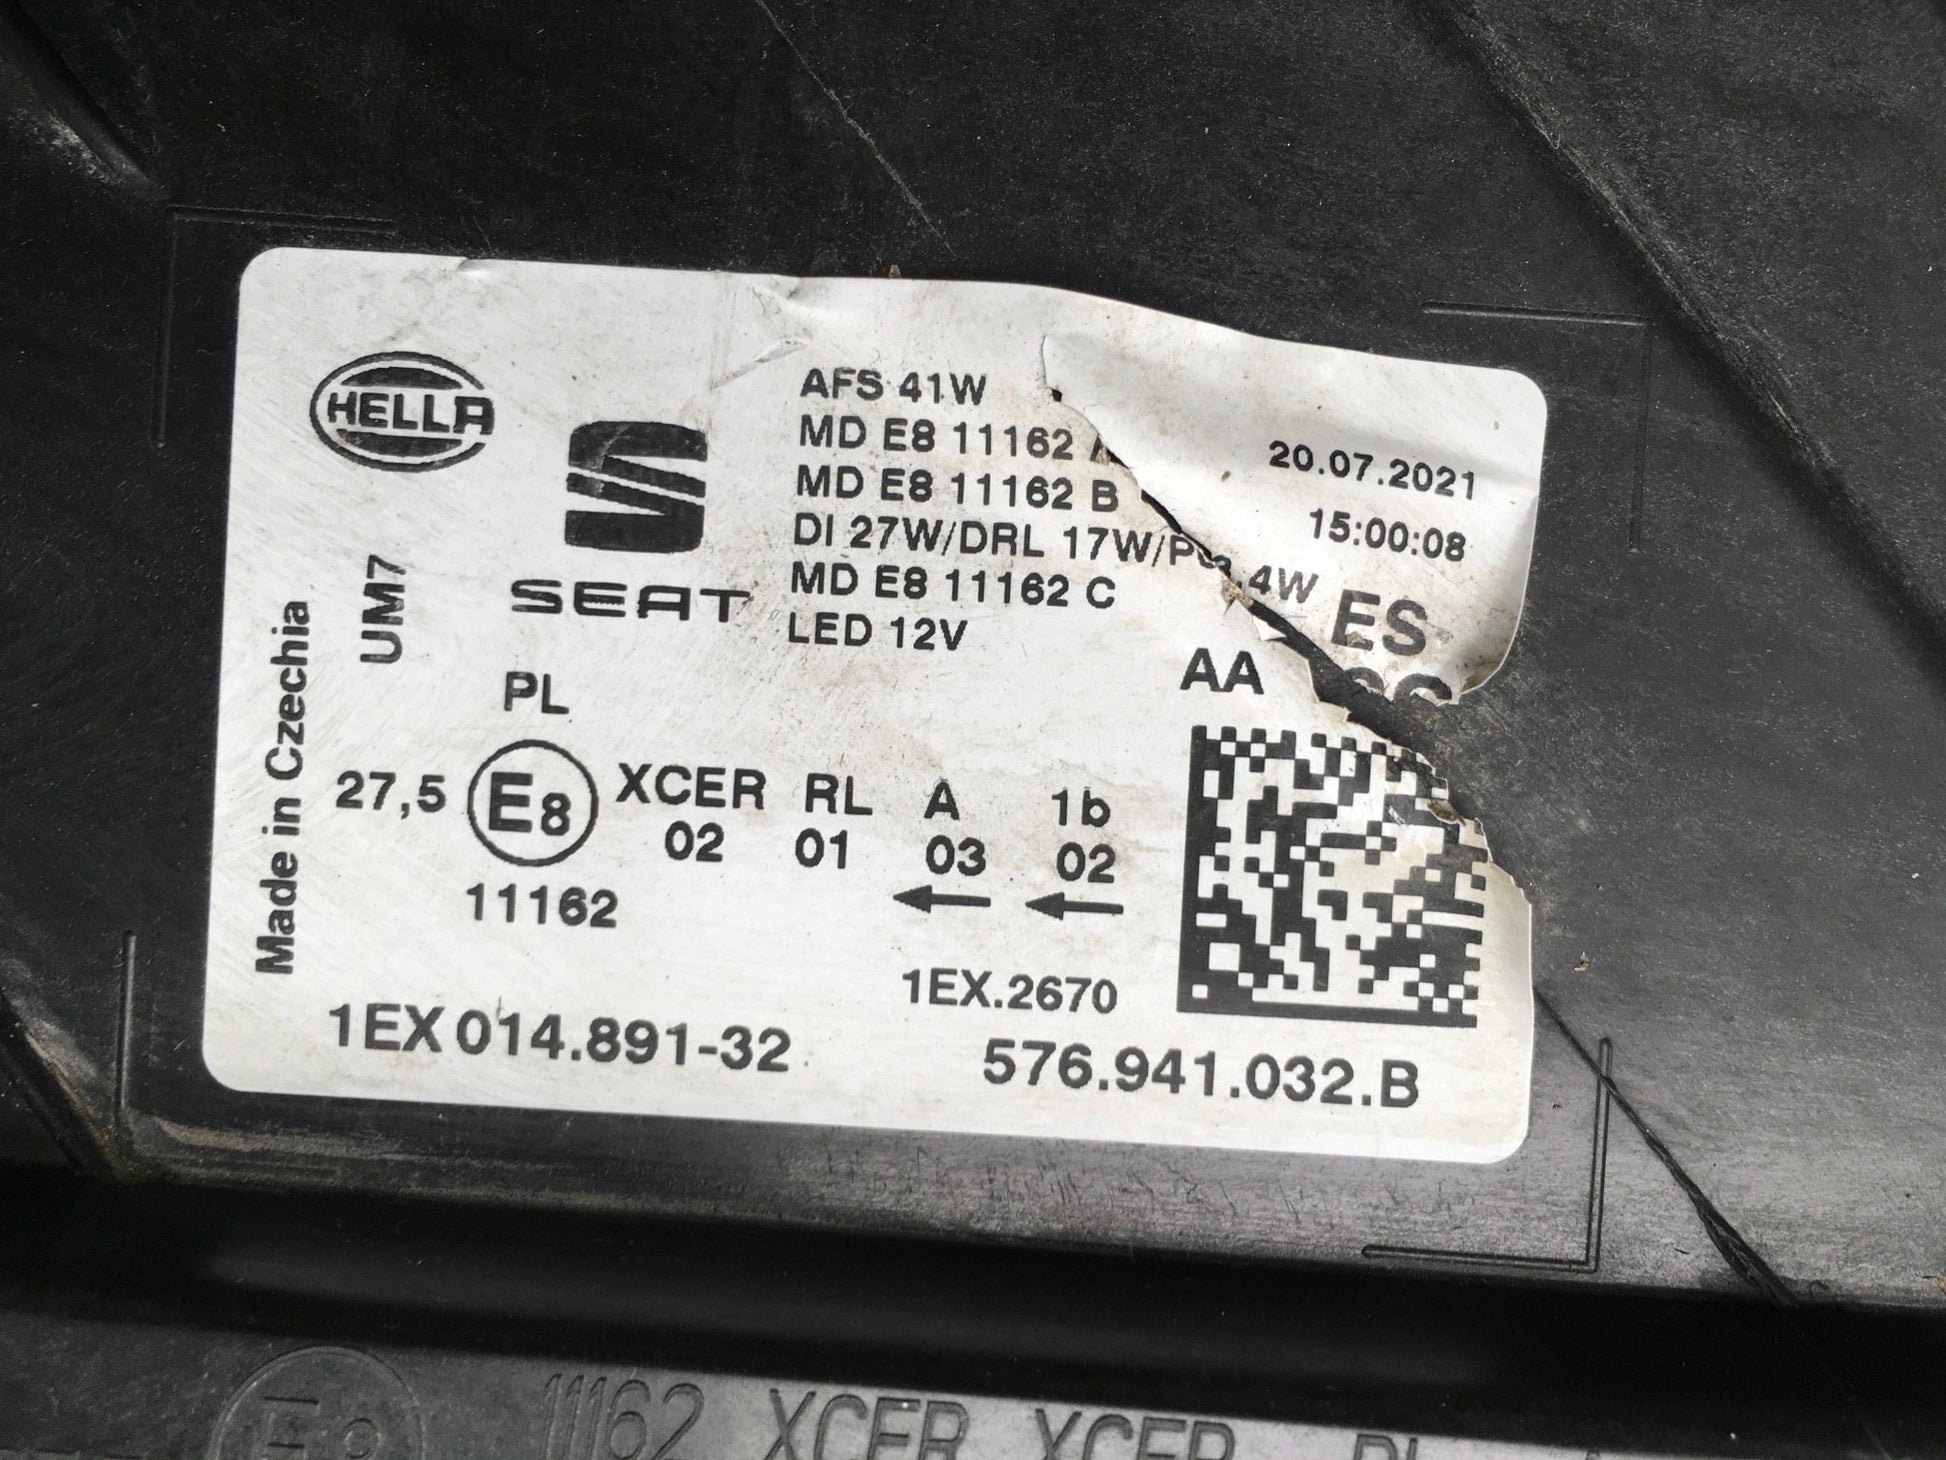 HELLA
SEAT
AFS 41W
MD E8 11162 A
MD E8 11162 B
DI 27W/DRL 17W/PO 3,4W
MD E8 11162 C
LED 12V
20.07.2021
15:00:08
ES
AA
UM7
Made in Czechia
PL
27,5 E8 XCER RL A 1b
02 01 03 02
11162
1EX.2670
1EX 014.891-32
576.941.032.B
11162 XCER XCER